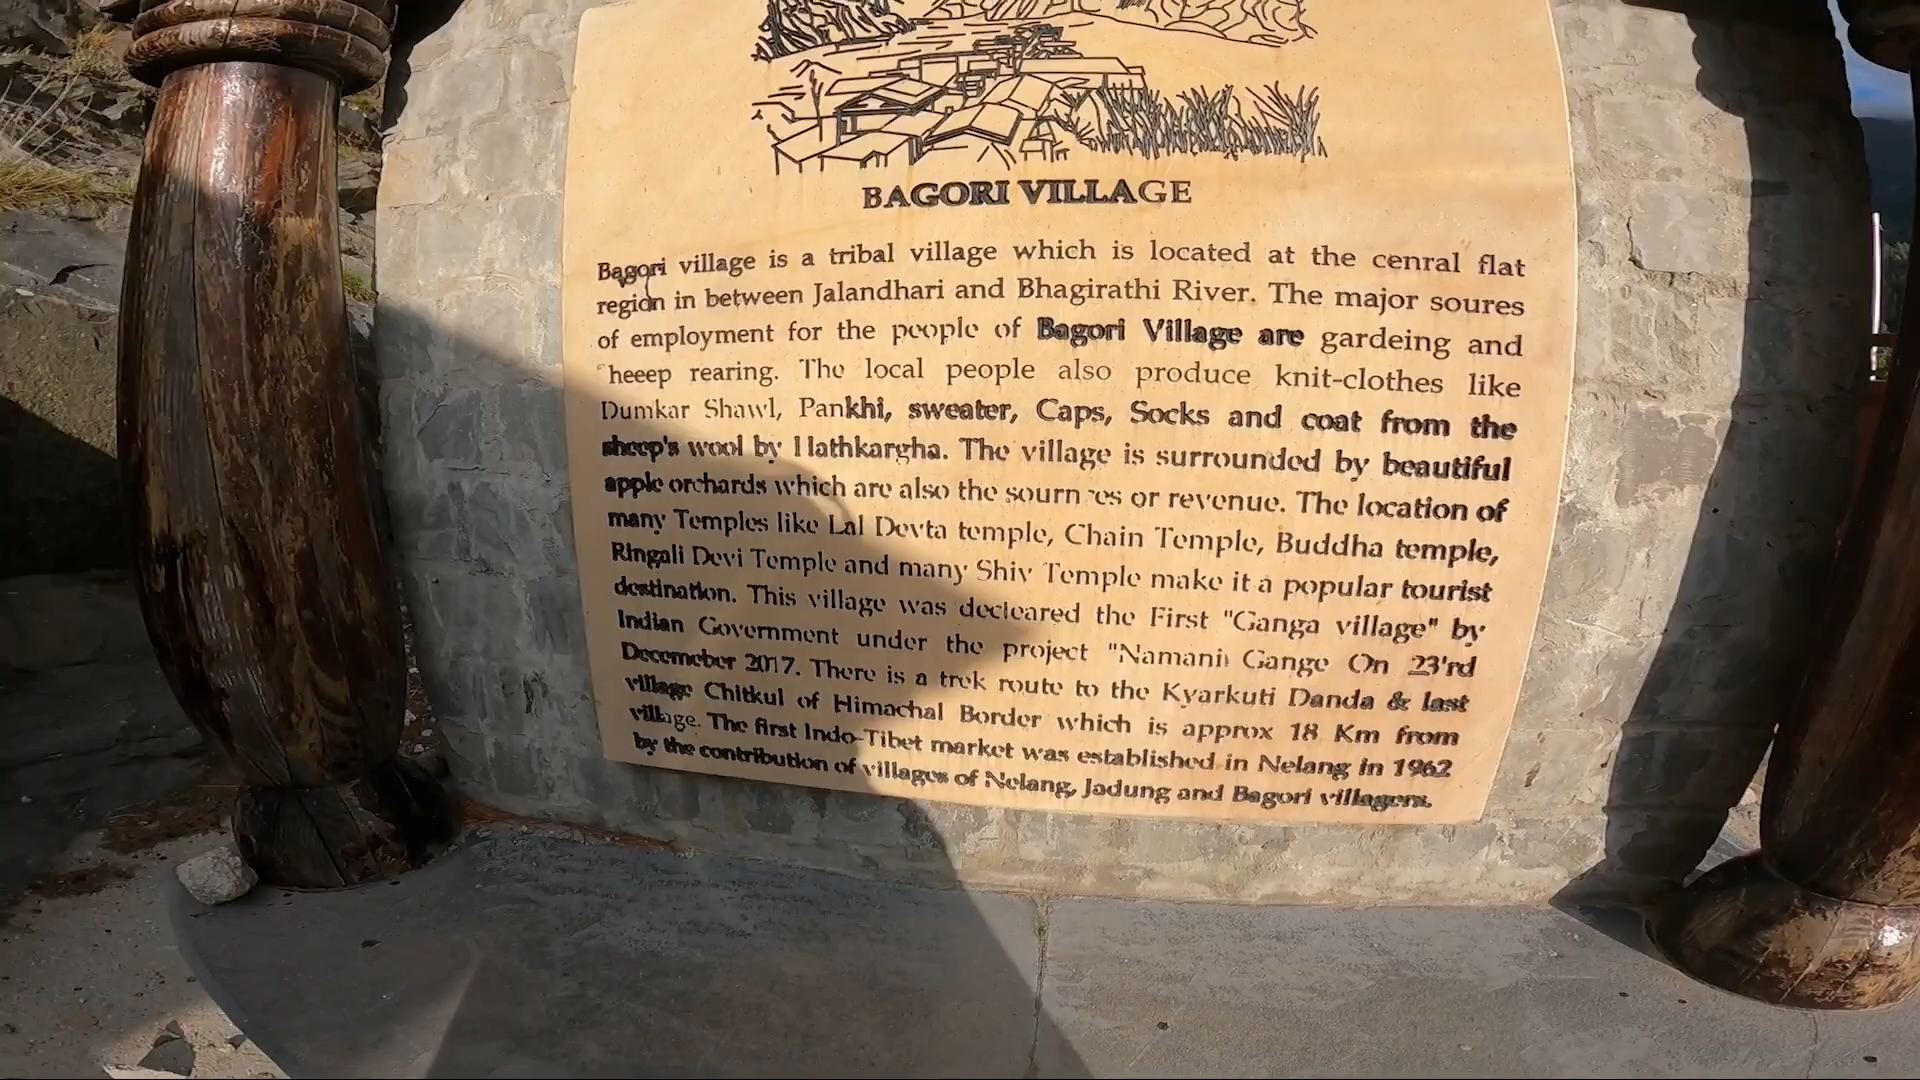 BAGORI VILLAGE
Bagori village is a tribal village which is located at the cenral flat
region in between Jalandhari and Bhagirathi River. The major soures
of employment for the people of Bagori Village are gardeing and
heeep rearing. The local people also produce knit-clothes like
Dumkar Shawl, Pankhi, sweater, Caps, Socks and coat from the
sheep's wool by Hathkargha. The village is surrounded by beautiful
apple orchards which are also the or revenue. The location of
many Temples like Lal Devta temple, Chain Temple, Buddha temple,
Ringali Devi Temple and many Shiv Temple make it a popular tourist
destination. This village was decleared the First "Ganga village" by
Indian Government under the project "Namami Gange On 23'rd
Decemeber 2017. There is a trek route to the Kyarkuti Danda & last
village Chitkul of Himachal Border which is approx 18 Km from
village. The first Indo-Tibet market was established in Nelang in 1962
by the contribution of villages of Nelang, Jadung and Bagori villagers.